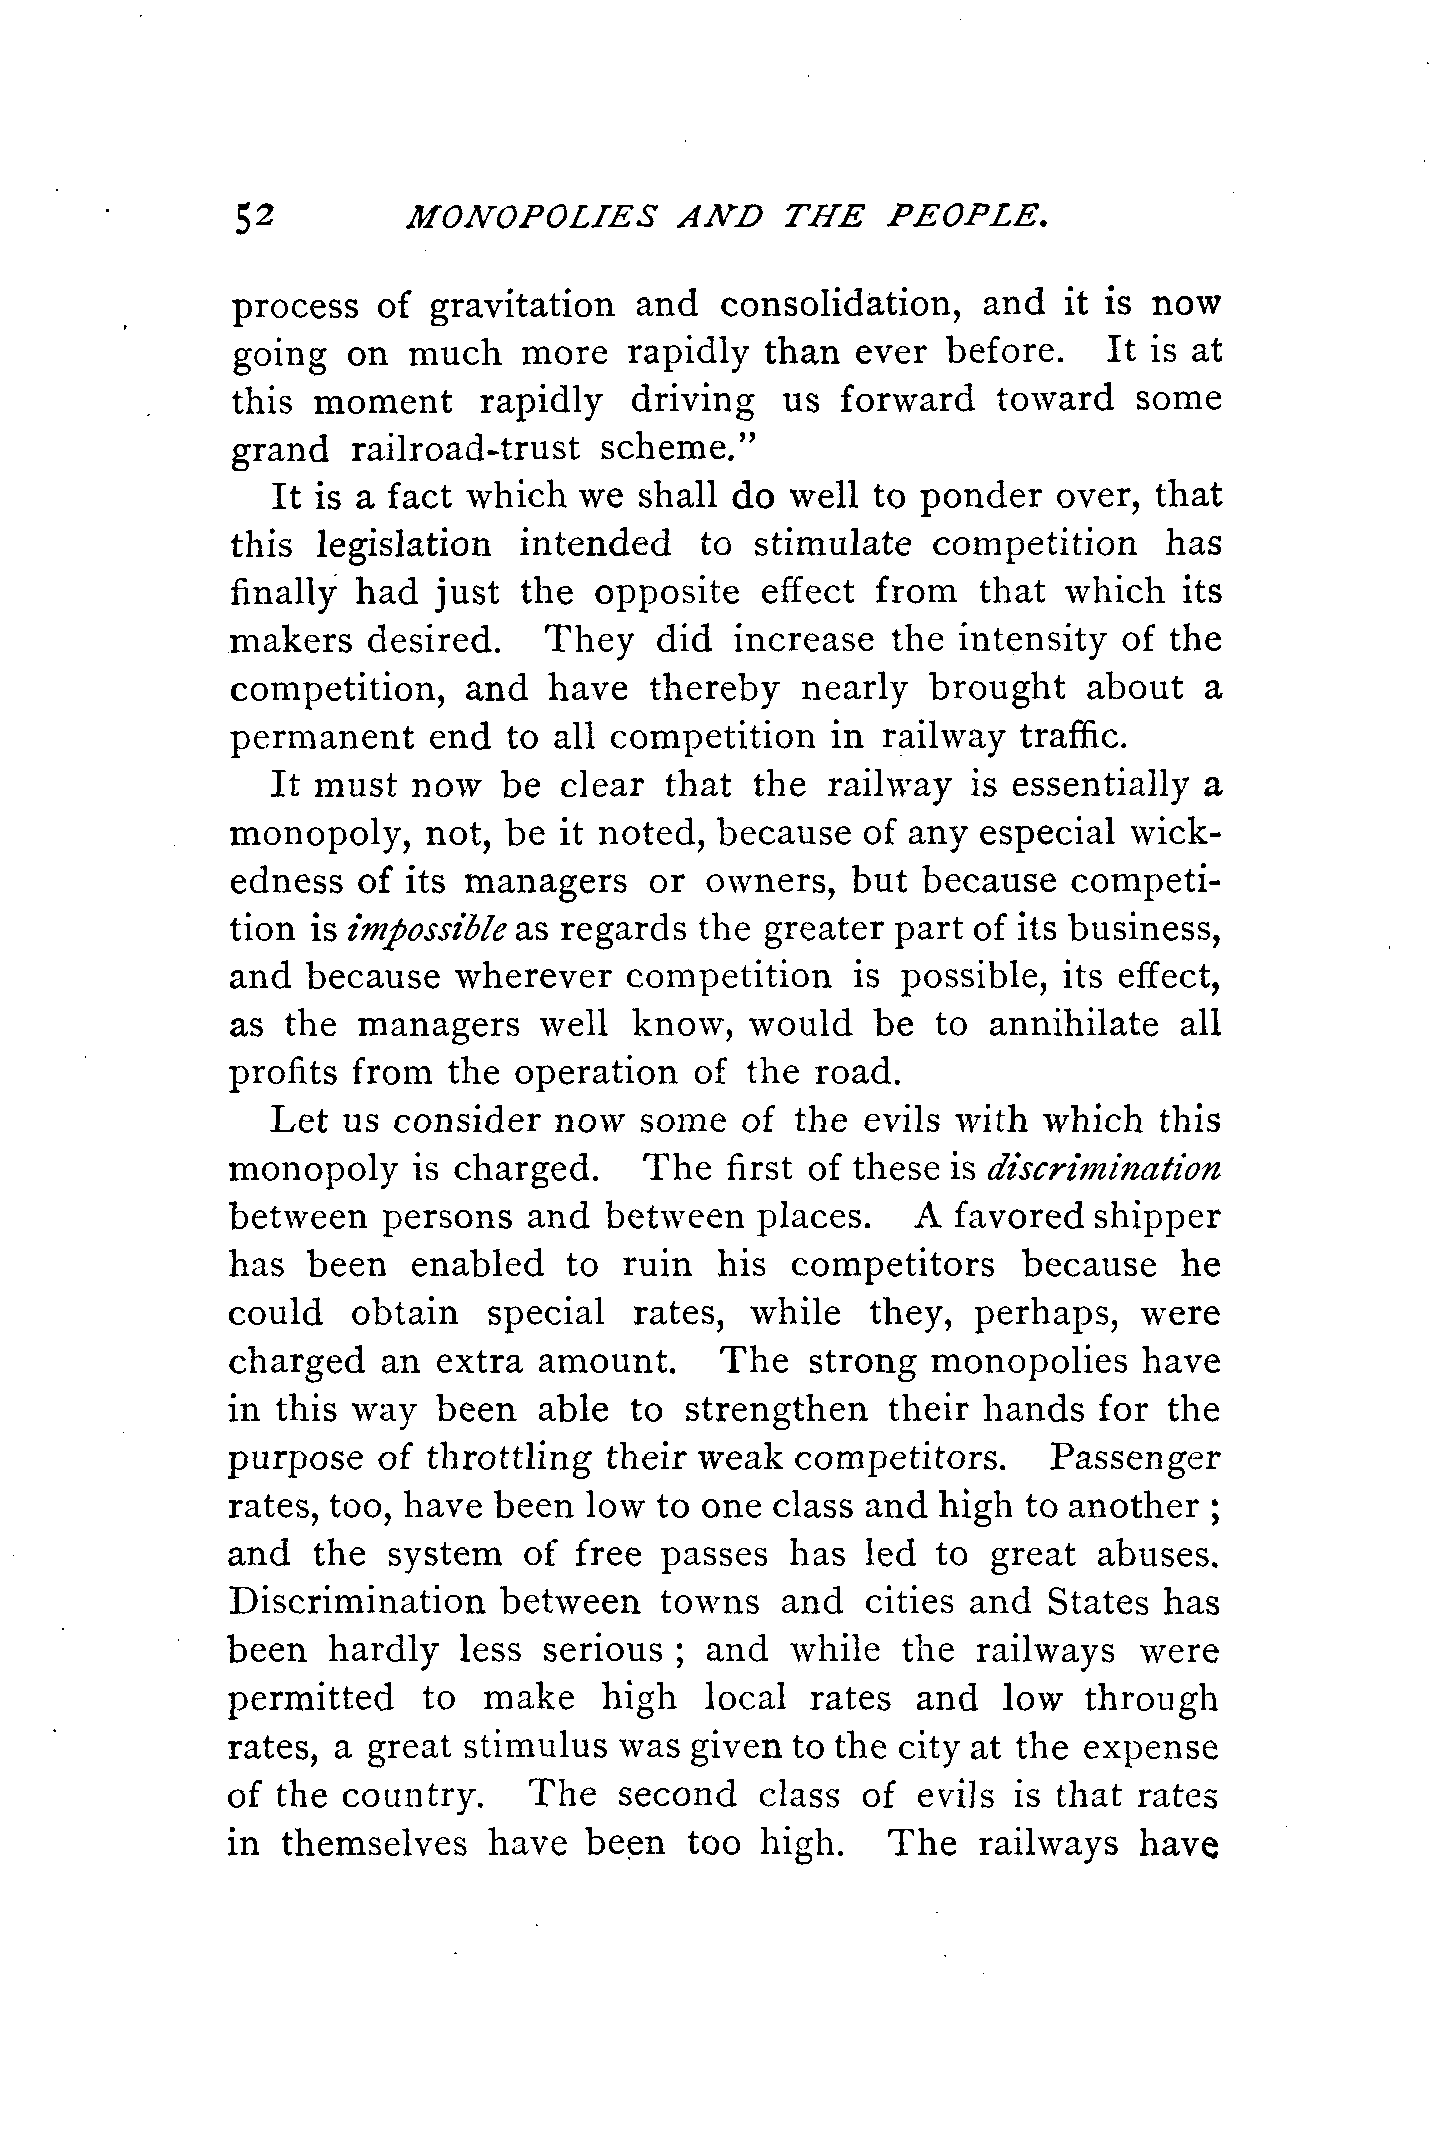 52 MONOPOLIES AND THE PEOPLE.
process of gravitation and consolidation, and it is now
going on much more rapidly than ever before. It is at
this moment rapidly driving us forward toward some
grand railroad-trust scheme.”
It is a fact which we shall do well to ponder over, that
this legislation intended to stimulate competition has
finally had just the opposite effect from that which its
makers desired. They did increase the intensity of the
competition, and have thereby nearly brought about a
permanent end to all competition in railway traffic.
It must now be clear that the railway is essentially a
monopoly, not, be it noted, because of any especial wick-
edness of its managers or owners, but because competi-
tion is impossible as regards the greater part of its business,
and because wherever competition is possible, its effect,
as the managers well know, would be to annihilate all
profits from the operation of the road.
Let us consider now some of the evils with which this
monopoly is charged. The first of these is discrimination
between persons and between places. A favored shipper
has been enabled to ruin his competitors because he
could obtain special rates, while they, perhaps, were
charged an extra amount. The strong monopolies have
in this way been able to strengthen their hands for the
purpose of throttling their weak competitors. Passenger
rates, too, have been low to one class and high to another ;
and the system of free passes has led to great abuses.
Discrimination between towns and cities and States has
been hardly less serious ; and while the railways were
permitted to make high local rates and low through
rates, a great stimulus was given to the city at the expense
of the country. The second class of evils is that rates
in themselves have been too high. The railways have